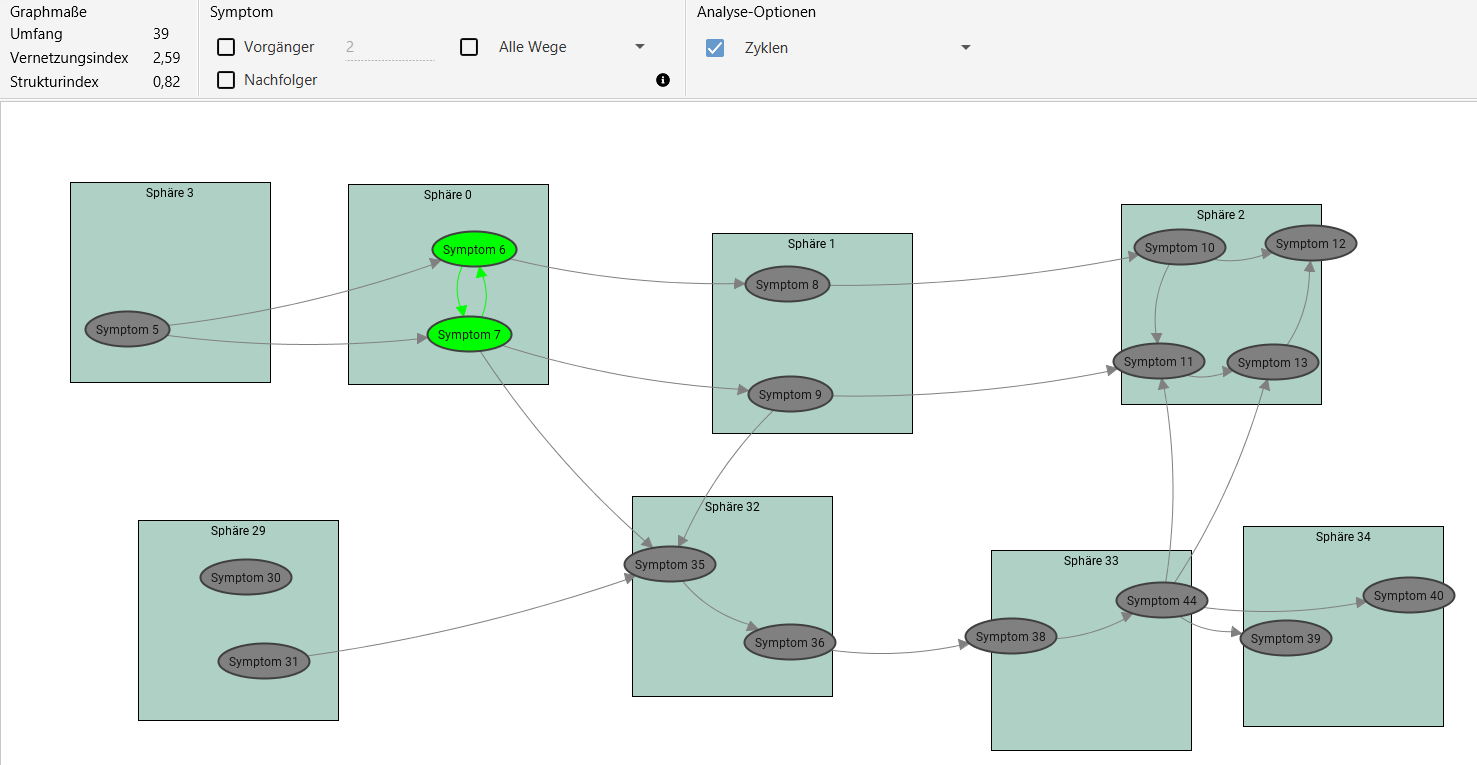 Graphmaße
Umfang 39
Vernetzungsindex 2,59
Strukturindex 0,82
Symptom
Vorgänger 2
Alle Wege
Nachfolger
Analyse-Optionen
Zyklen
Sphäre 3
Symptom 5
Sphäre 0
Symptom 6
Symptom 7
Sphäre 1
Symptom 8
Symptom 9
Sphäre 2
Symptom 10
Symptom 12
Symptom 11
Symptom 13
Sphäre 29
Symptom 30
Symptom 31
Sphäre 32
Symptom 35
Symptom 36
Sphäre 33
Symptom 44
Symptom 38
Sphäre 34
Symptom 40
Symptom 39